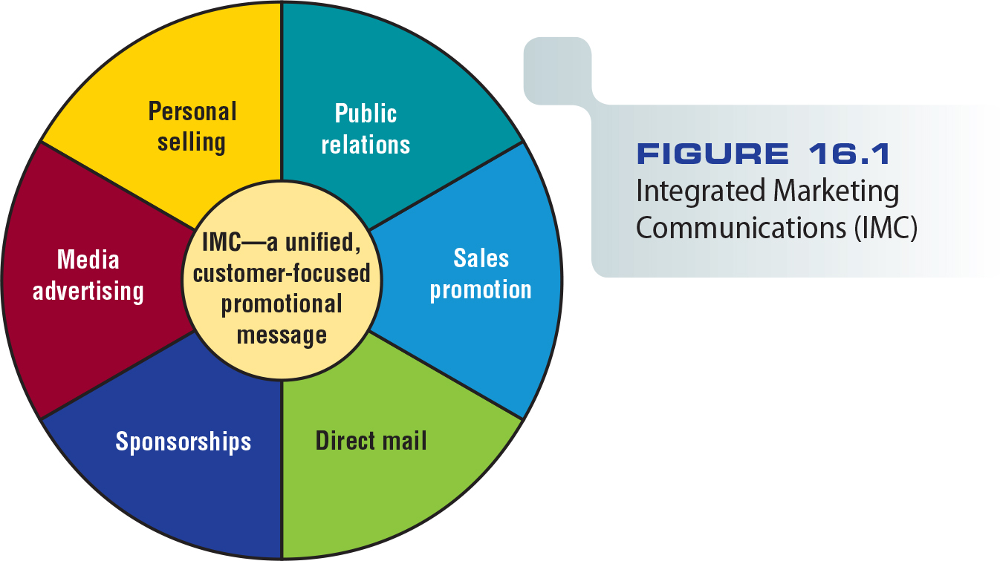 Personal
selling
Public
relations
Media
advertising
IMC—a unified,
customer-focused
promotional
message
Sales
promotion
Sponsorships
Direct mail
FIGURE 16.1
Integrated Marketing
Communications (IMC)